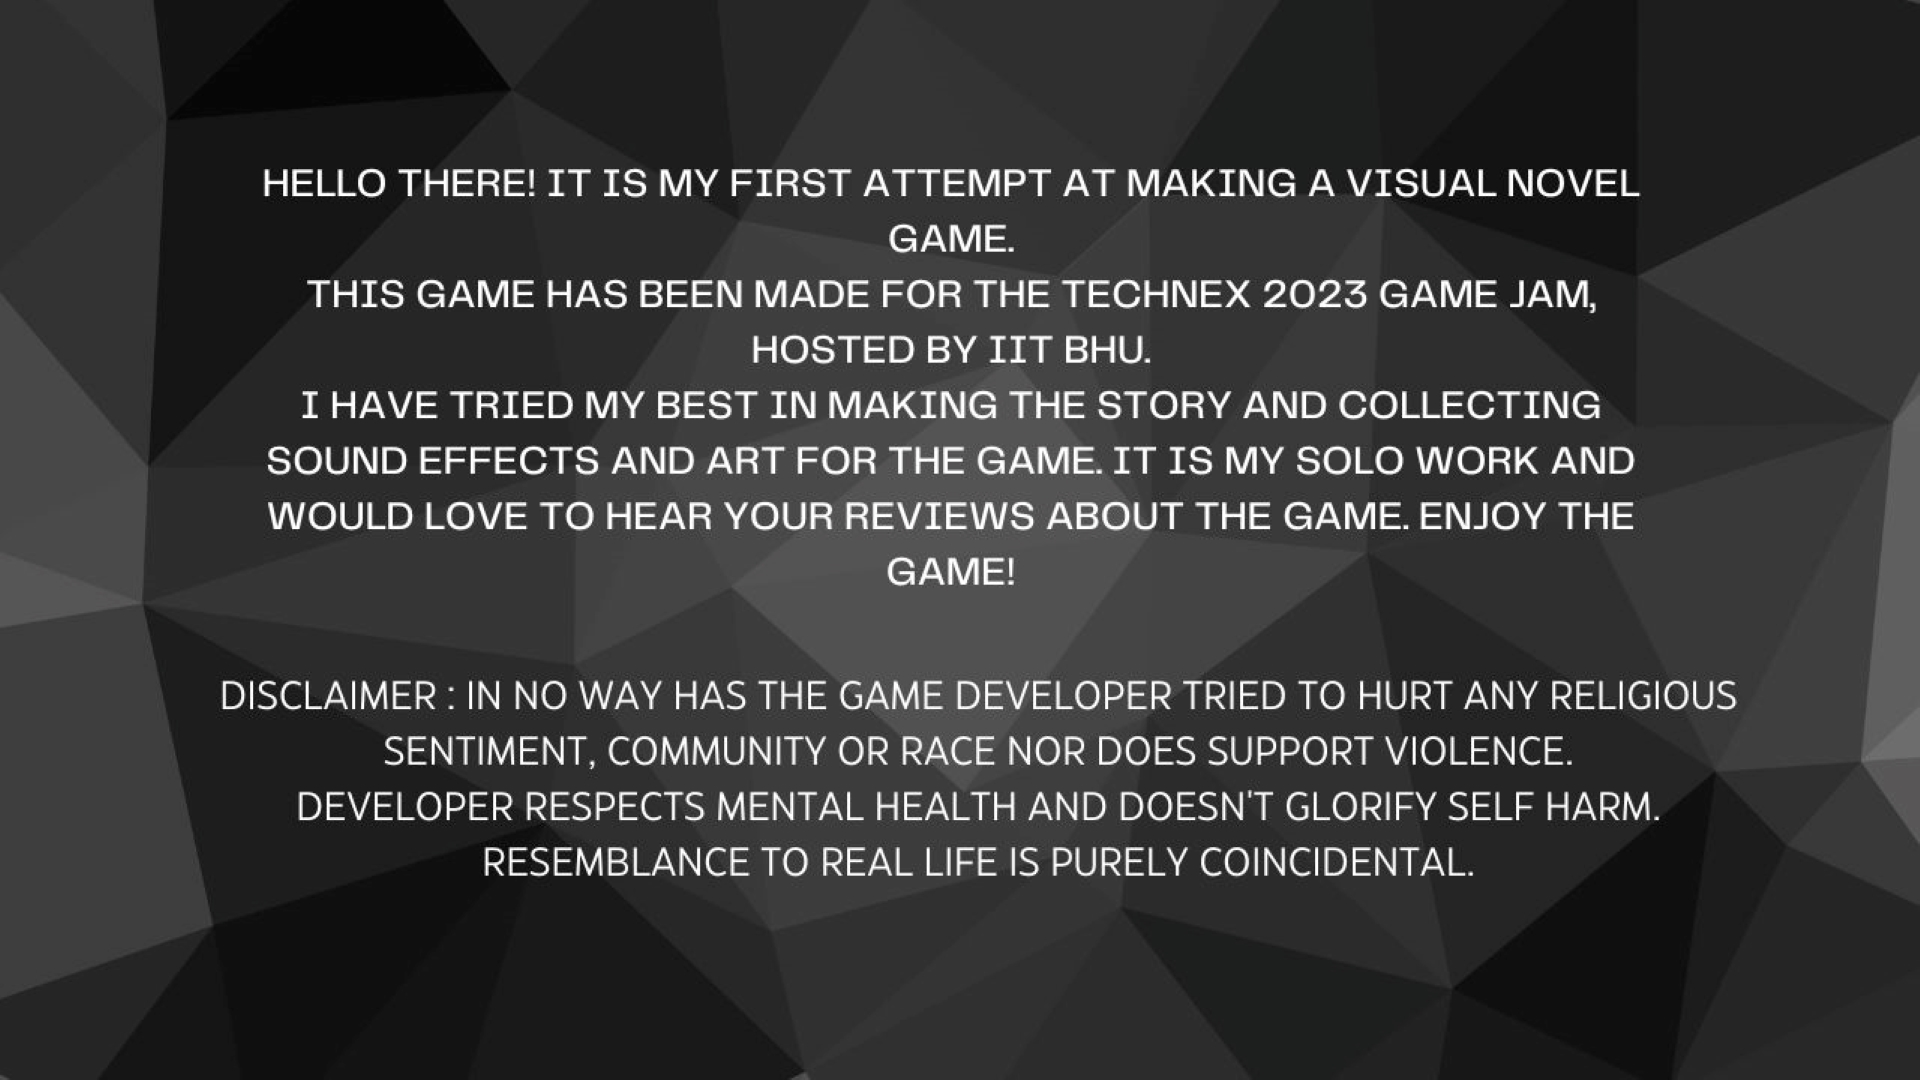 HELLO THERE! IT IS MY FIRST ATTEMPT AT MAKING A VISUAL NOVEL
GAME.
THIS GAME HAS BEEN MADE FOR THE TECHNEX 2023 GAME JAM,
HOSTED BY IIT BHU.
I HAVE TRIED MY BEST IN MAKING THE STORY AND COLLECTING
SOUND EFFECTS AND ART FOR THE GAME. IT IS MY SOLO WORK AND
WOULD LOVE TO HEAR YOUR REVIEWS ABOUT THE GAME. ENJOY THE
GAME!
DISCLAIMER : IN NO WAY HAS THE GAME DEVELOPER TRIED TO HURT ANY RELIGIOUS
SENTIMENT, COMMUNITY OR RACE NOR DOES SUPPORT VIOLENCE.
DEVELOPER RESPECTS MENTAL HEALTH AND DOESN'T GLORIFY SELF HARM.
RESEMBLANCE TO REAL LIFE IS PURELY COINCIDENTAL.